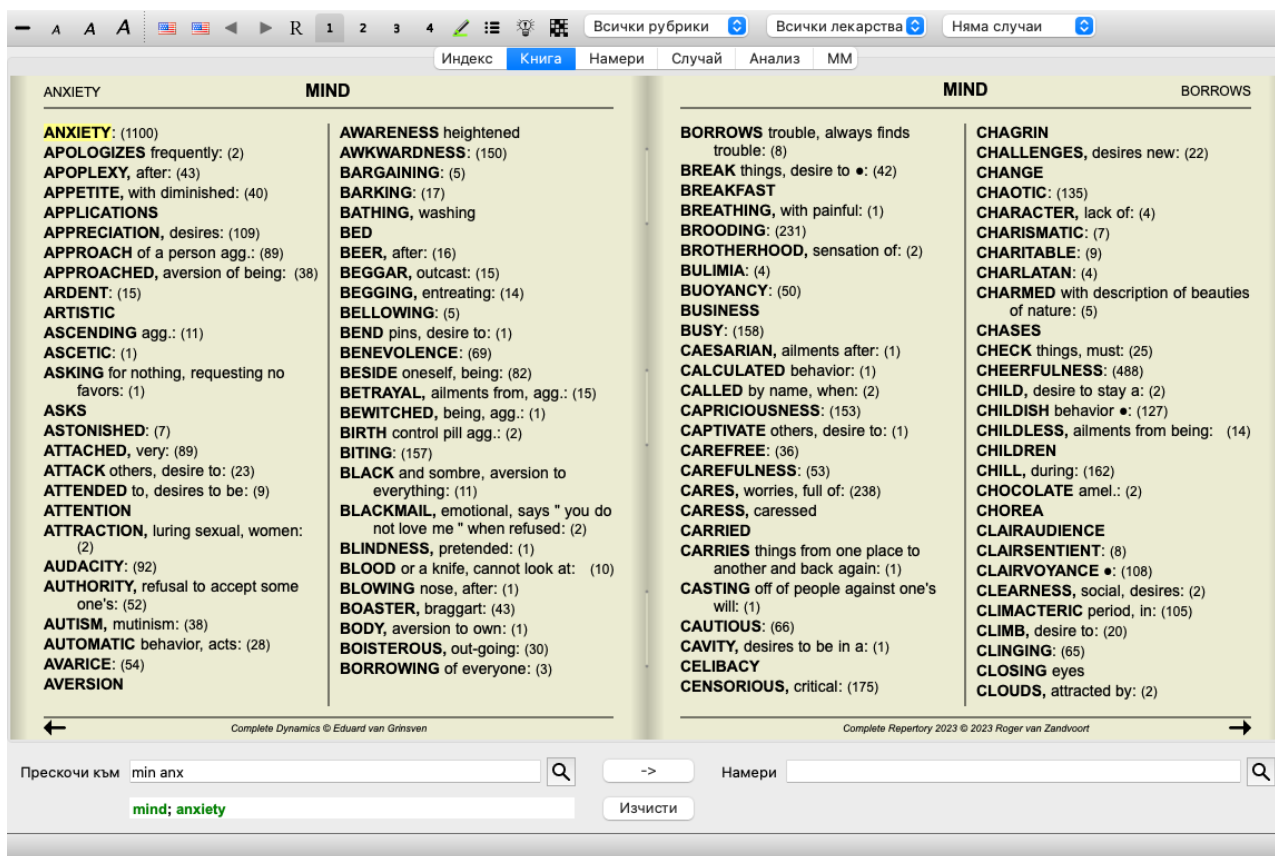 A A A R 1 2 3 4 Всички рубрики Всички лекарства Няма случаи
Индекс Книга Намери Случай Анализ ММ
ANXIETY MIND
ANXIETY: (1100)
APOLOGIZES frequently: (2)
APOPLEXY, after: (43)
APPETITE, with diminished: (40)
APPLICATIONS
APPRECIATION, desires: (109)
APPROACH of a person agg.: (89)
APPROACHED, aversion of being: (38)
ARDENT: (15)
ARTISTIC
ASCENDING agg.: (11)
ASCETIC: (1)
ASKING for nothing, requesting no
favors: (1)
ASKS
ASTONISHED: (7)
ATTACHED, very: (89)
ATTACK others, desire to: (23)
ATTENDED to, desires to be: (9)
ATTENTION
ATTRACTION, luring sexual, women:
(2)
AUDACITY: (92)
AUTHORITY, refusal to accept some
one's: (52)
AUTISM, mutinism: (38)
AUTOMATIC behavior, acts: (28)
AVARICE: (54)
AVERSION
AWARENESS heightened
AWKWARDNESS: (150)
BARGAINING: (5)
BARKING: (17)
BATHING, washing
BED
BEER, after: (16)
BEGGAR, outcast: (15)
BEGGING, entreating: (14)
BELLOWING: (5)
BEND pins, desire to: (1)
BENEVOLENCE: (69)
BESIDE oneself, being: (82)
BETRAYAL, ailments from, agg.: (15)
BEWITCHED, being, agg.: (1)
BIRTH control pill agg.: (2)
BITING: (157)
BLACK and sombre, aversion to
everything: (11)
BLACKMAIL, emotional, says " you do
not love me " when refused: (2)
BLINDNESS, pretended: (1)
BLOOD or a knife, cannot look at: (10)
BLOWING nose, after: (1)
BOASTER, braggart: (43)
BODY, aversion to own: (1)
BOISTEROUS, out-going: (30)
BORROWING of everyone: (3)
Complete Dynamics © Eduard van Grinsven
MIND BORROWS
BORROWS trouble, always finds
trouble: (8)
BREAK things, desire to ●: (42)
BREAKFAST
BREATHING, with painful: (1)
BROODING: (231)
BROTHERHOOD, sensation of: (2)
BULIMIA: (4)
BUOYANCY: (50)
BUSINESS
BUSY: (158)
CAESARIAN, ailments after: (1)
CALCULATED behavior: (1)
CALLED by name, when: (2)
CAPRICIOUSNESS: (153)
CAPTIVATE others, desire to: (1)
CAREFREE: (36)
CAREFULNESS: (53)
CARES, worries, full of: (238)
CARESS, caressed
CARRIED
CARRIES things from one place to
another and back again: (1)
CASTING off of people against one's
will: (1)
CAUTIOUS: (66)
CAVITY, desires to be in a: (1)
CELIBACY
CENSORIOUS, critical: (175)
CHAGRIN
CHALLENGES, desires new: (22)
CHANGE
CHAOTIC: (135)
CHARACTER, lack of: (4)
CHARISMATIC: (7)
CHARITABLE: (9)
CHARLATAN: (4)
CHARMED with description of beauties
of nature: (5)
CHASES
CHECK things, must: (25)
CHEERFULNESS: (488)
CHILD, desire to stay a: (2)
CHILDISH behavior ●: (127)
CHILDLESS, ailments from being: (14)
CHILDREN
CHILL, during: (162)
CHOCOLATE amel.: (2)
CHOREA
CLAIRAUDIENCE
CLAIRSENTIENT: (8)
CLAIRVOYANCE ●: (108)
CLEARNESS, social, desires: (2)
CLIMACTERIC period, in: (105)
CLIMB, desire to: (20)
CLINGING: (65)
CLOSING eyes
CLOUDS, attracted by: (2)
Complete Repertory 2023 © 2023 Roger van Zandvoort
Прескочи към min anx -> Намери
mind; anxiety Изчисти